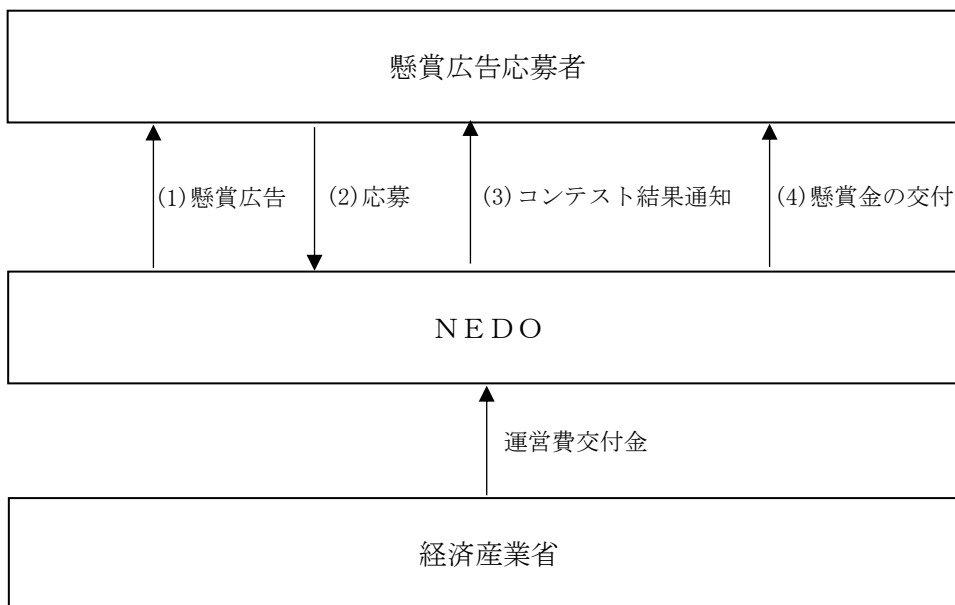 懸賞広告応募者
(1)懸賞広告
(2)応募
(3)コンテスト結果通知
(4)懸賞金の交付
ＮＥＤＯ
運営費交付金
経済産業省